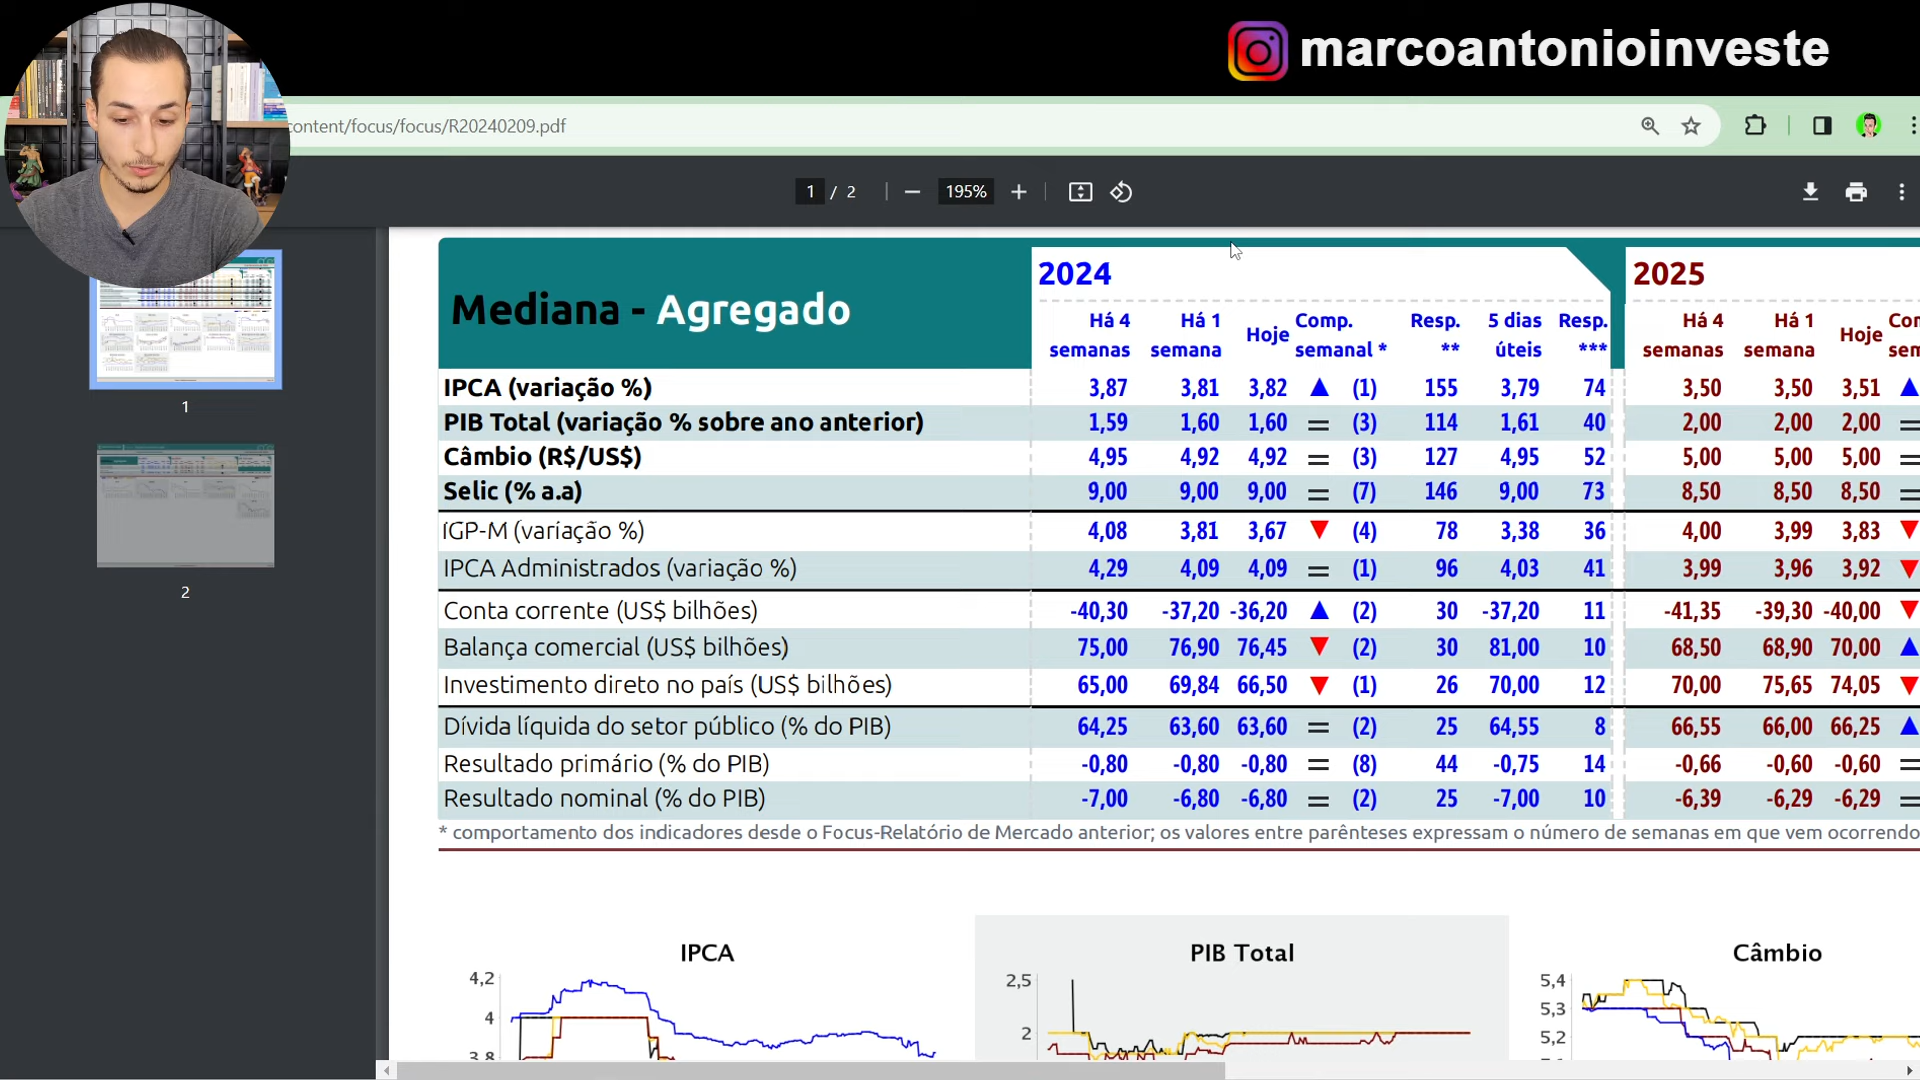 marcoantonioinveste
content/focus/focus/R20240209.pdf
1 / 2 195%
1
2
Mediana - Agregado
2024 2025
Há 4 semanas Há 1 semana Hoje Comp. semanal * Resp. ** 5 dias úteis Resp. *** Há 4 semanas Há 1 semana Hoje
IPCA (variação %) 3,87 3,81 3,82 ▲ (1) 155 3,79 74 3,50 3,50 3,51 ▲
PIB Total (variação % sobre ano anterior) 1,59 1,60 1,60 = (3) 114 1,61 40 2,00 2,00 2,00 =
Câmbio (R$/US$) 4,95 4,92 4,92 = (3) 127 4,95 52 5,00 5,00 5,00 =
Selic (% a.a) 9,00 9,00 9,00 = (7) 146 9,00 73 8,50 8,50 8,50 =
IGP-M (variação %) 4,08 3,81 3,67 ▼ (4) 78 3,38 36 4,00 3,99 3,83 ▼
IPCA Administrados (variação %) 4,29 4,09 4,09 = (1) 96 4,03 41 3,99 3,96 3,92 ▼
Conta corrente (US$ bilhões) -40,30 -37,20 -36,20 ▲ (2) 30 -37,20 11 -41,35 -39,30 -40,00 ▼
Balança comercial (US$ bilhões) 75,00 76,90 76,45 ▼ (2) 30 81,00 10 68,50 68,90 70,00 ▲
Investimento direto no país (US$ bilhões) 65,00 69,84 66,50 ▼ (1) 26 70,00 12 70,00 75,65 74,05 ▼
Dívida líquida do setor público (% do PIB) 64,25 63,60 63,60 = (2) 25 64,55 8 66,55 66,00 66,25 ▲
Resultado primário (% do PIB) -0,80 -0,80 -0,80 = (8) 44 -0,75 14 -0,66 -0,60 -0,60 =
Resultado nominal (% do PIB) -7,00 -6,80 -6,80 = (2) 25 -7,00 10 -6,39 -6,29 -6,29 =
* comportamento dos indicadores desde o Focus-Relatório de Mercado anterior; os valores entre parênteses expressam o número de semanas em que vem ocorrendo
IPCA PIB Total Câmbio
4,2 2,5 5,4
4 5,3
2 5,2
3,8